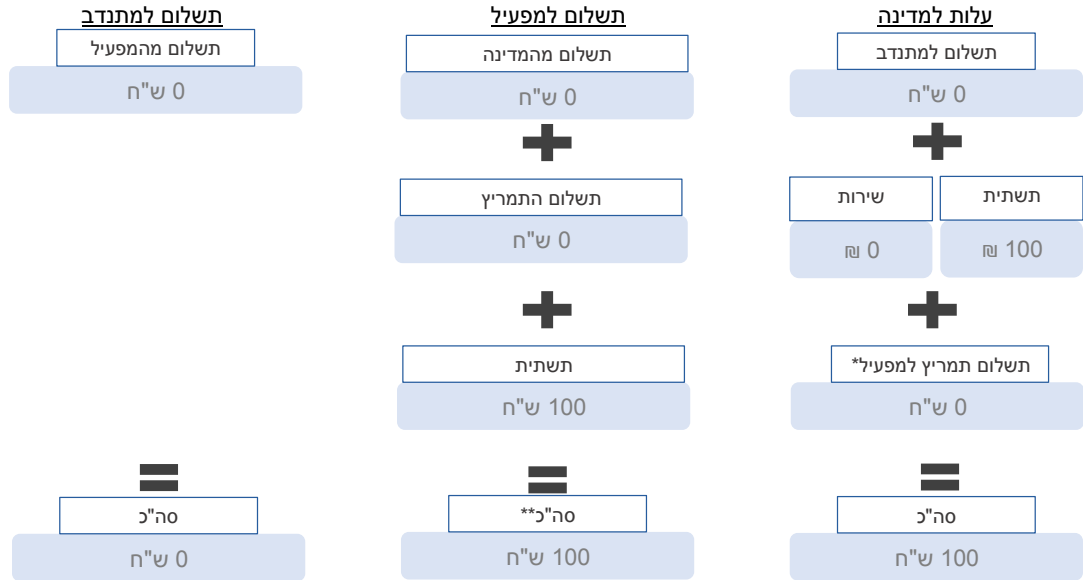 עלות למדינה
תשלום למתנדב
0 ש"ח
תשתית
100 ₪
שירות
0 ₪
תשלום תמריץ למפעיל*
0 ש"ח
סה"כ
100 ש"ח
תשלום למפעיל
תשלום מהמדינה
0 ש"ח
תשלום התמריץ
0 ש"ח
תשתית
100 ש"ח
סה"כ**
100 ש"ח
תשלום למתנדב
תשלום מהמפעיל
0 ש"ח
סה"כ
0 ש"ח